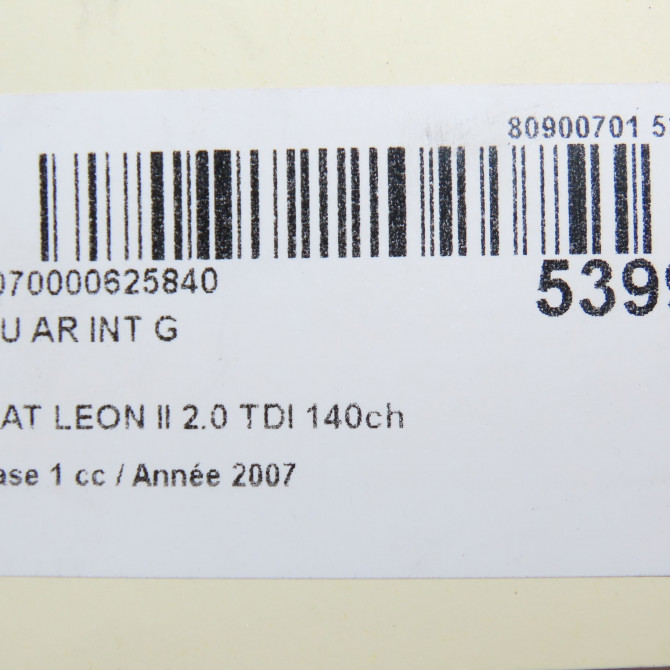 80900701 5
070000625840
5399
U AR INT G
AT LEON II 2.0 TDI 140ch
ase 1 cc / Année 2007